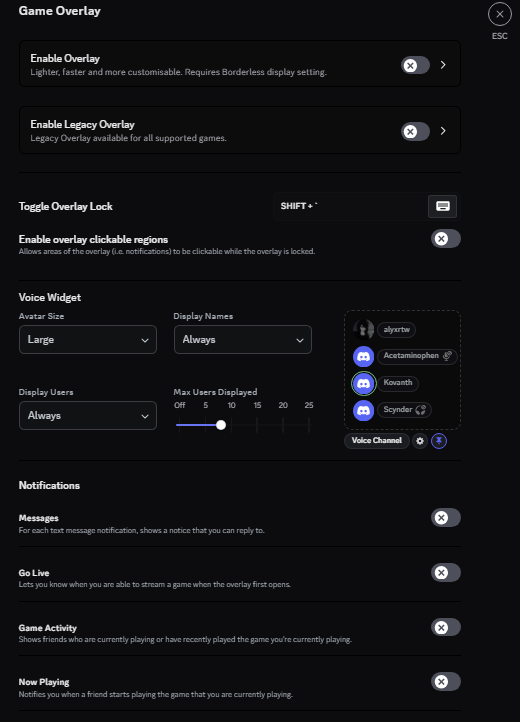 Game Overlay
ESC
Enable Overlay
Lighter, faster and more customisable. Requires Borderless display setting.
Enable Legacy Overlay
Legacy Overlay available for all supported games.
Toggle Overlay Lock
SHIFT + `
Enable overlay clickable regions
Allows areas of the overlay (i.e. notifications) to be clickable while the overlay is locked.
Voice Widget
Avatar Size
Display Names
Large
Always
Display Users
Max Users Displayed
Always
Off 5 10 15 20 25
alyxrtw
Acetaminophen
Kovanth
Scynder
Voice Channel
Notifications
Messages
For each text message notification, shows a notice that you can reply to.
Go Live
Lets you know when you are able to stream a game when the overlay first opens.
Game Activity
Shows friends who are currently playing or have recently played the game you're currently playing.
Now Playing
Notifies you when a friend starts playing the game that you are currently playing.